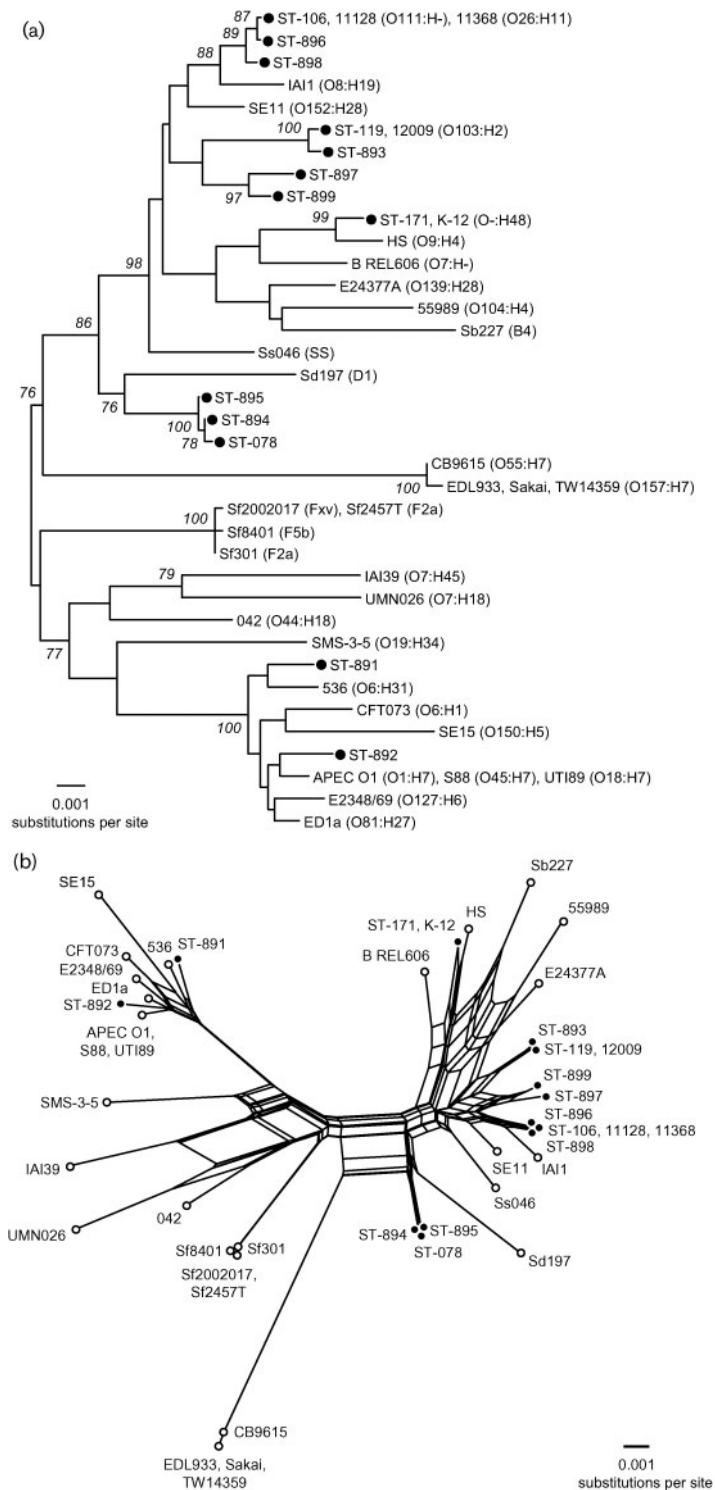 (a)
87
ST-106, 11128 (O111:H-), 11368 (O26:H11)
89
ST-896
88
ST-898
IAI1 (O8:H19)
SE11 (O152:H28)
100
ST-119, 12009 (O103:H2)
ST-893
ST-897
97
ST-899
99
ST-171, K-12 (O-:H48)
HS (O9:H4)
B REL606 (O7:H-)
98
E24377A (O139:H28)
55989 (O104:H4)
Sb227 (B4)
86
Ss046 (SS)
Sd197 (D1)
76
76
ST-895
100
ST-894
78
ST-078
CB9615 (O55:H7)
100
EDL933, Sakai, TW14359 (O157:H7)
Sf2002017 (Fxv), Sf2457T (F2a)
100
Sf8401 (F5b)
Sf301 (F2a)
79
IAI39 (O7:H45)
UMN026 (O7:H18)
042 (O44:H18)
77
SMS-3-5 (O19:H34)
ST-891
536 (O6:H31)
100
CFT073 (O6:H1)
SE15 (O150:H5)
ST-892
APEC O1 (O1:H7), S88 (O45:H7), UTI89 (O18:H7)
E2348/69 (O127:H6)
ED1a (O81:H27)
0.001
substitutions per site
(b)
SE15
CFT073
536
ST-891
E2348/69
ED1a
ST-892
APEC O1,
S88, UTI89
SMS-3-5
IAI39
UMN026
042
Sf8401
Sf301
Sf2002017,
Sf2457T
CB9615
EDL933, Sakai,
TW14359
Sb227
HS
ST-171, K-12
55989
B REL606
E24377A
ST-893
ST-119, 12009
ST-899
ST-897
ST-896
ST-106, 11128, 11368
ST-898
SE11
IAI1
Ss046
ST-894
ST-895
ST-078
Sd197
0.001
substitutions per site